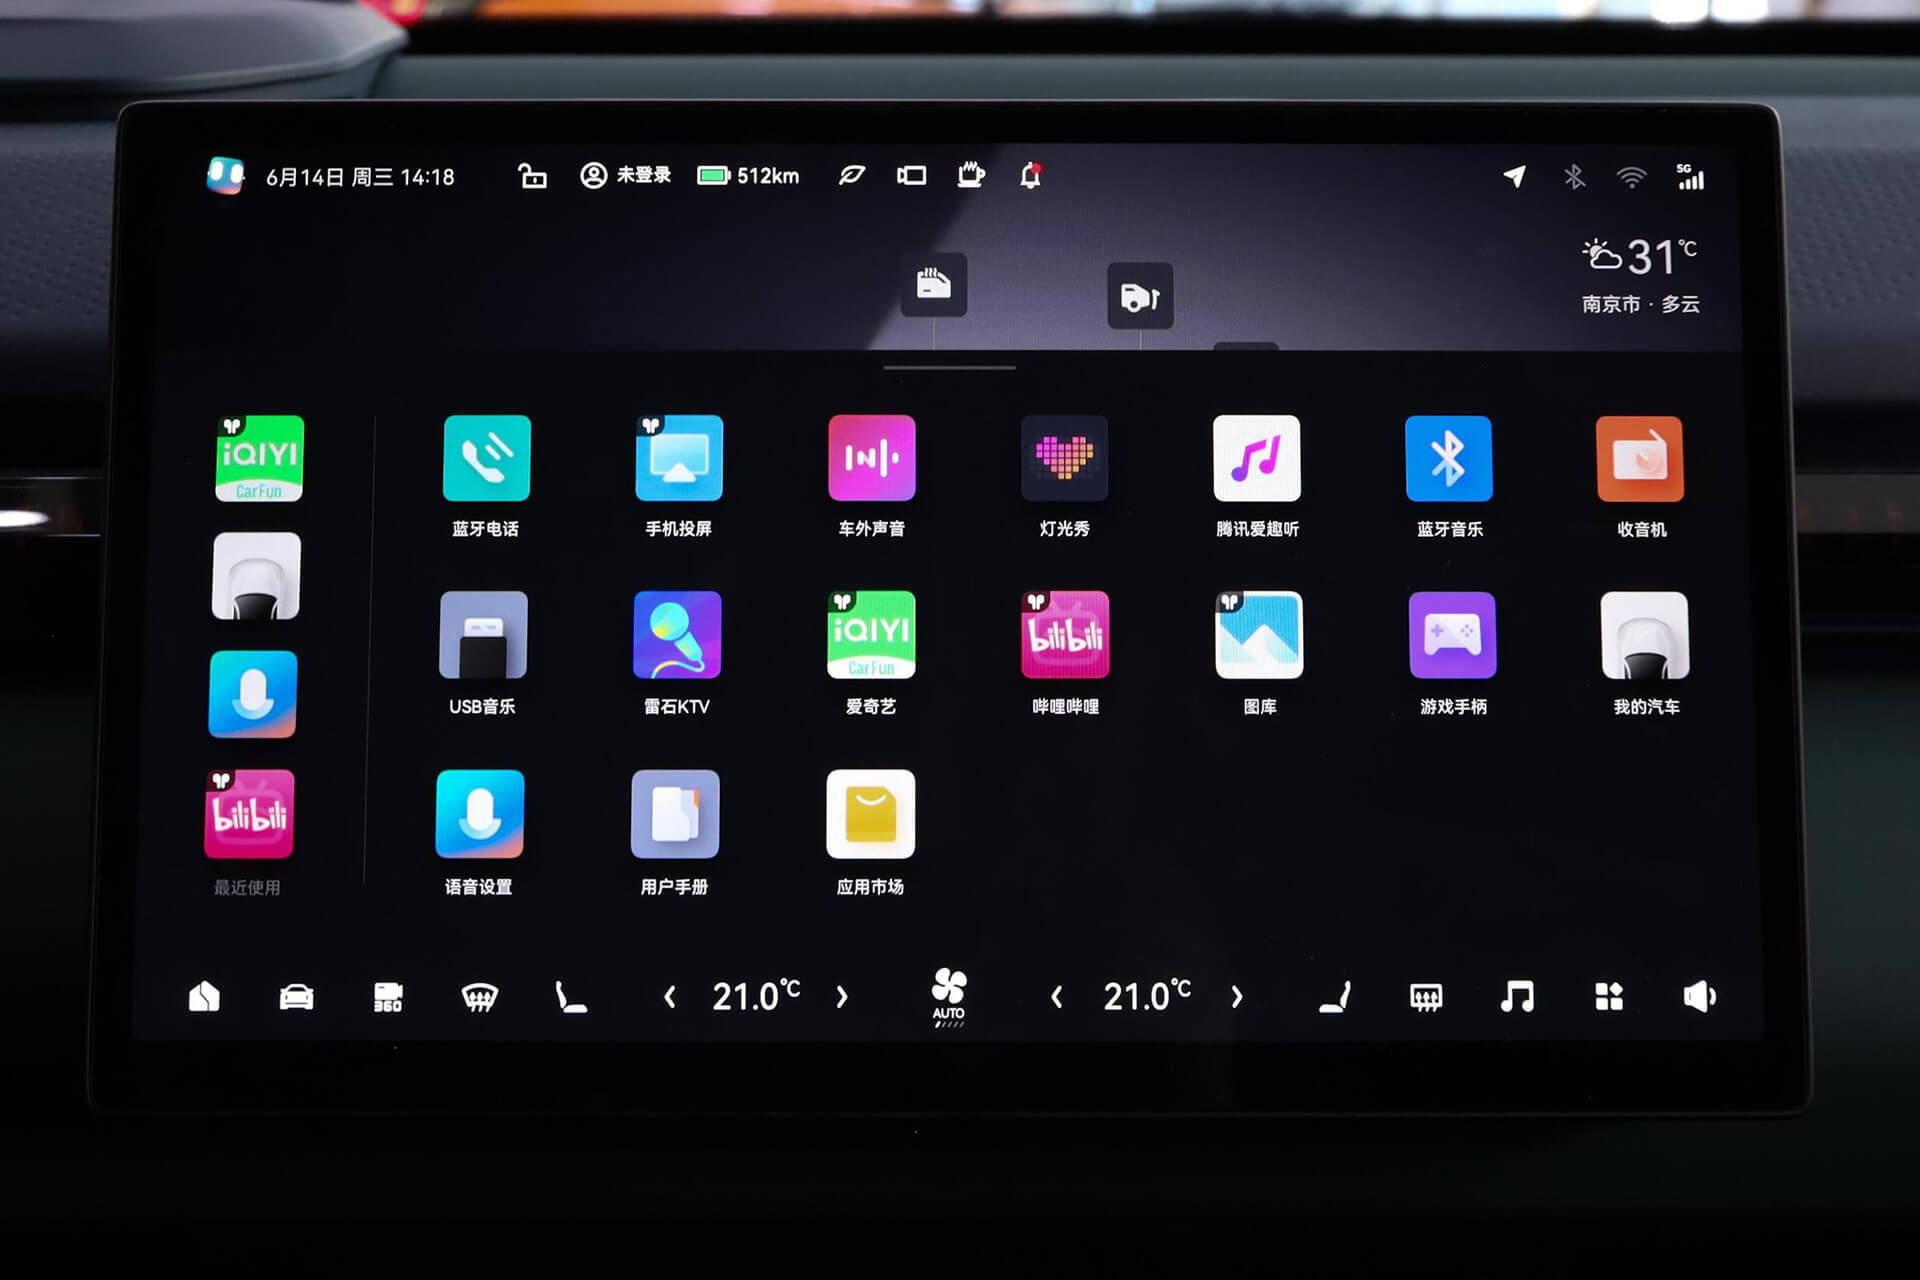 6月14日 周三 14:18 未登录 512km 5G
31℃
南京市 · 多云
iQIYI
CarFun
bilibili
最近使用
蓝牙电话 手机投屏 车外声音 灯光秀 腾讯爱趣听 蓝牙音乐 收音机
iQIYI
CarFun
bilibili
USB音乐 雷石KTV 爱奇艺 哔哩哔哩 图库 游戏手柄 我的汽车
语音设置 用户手册 应用市场
360 21.0℃ AUTO 21.0℃